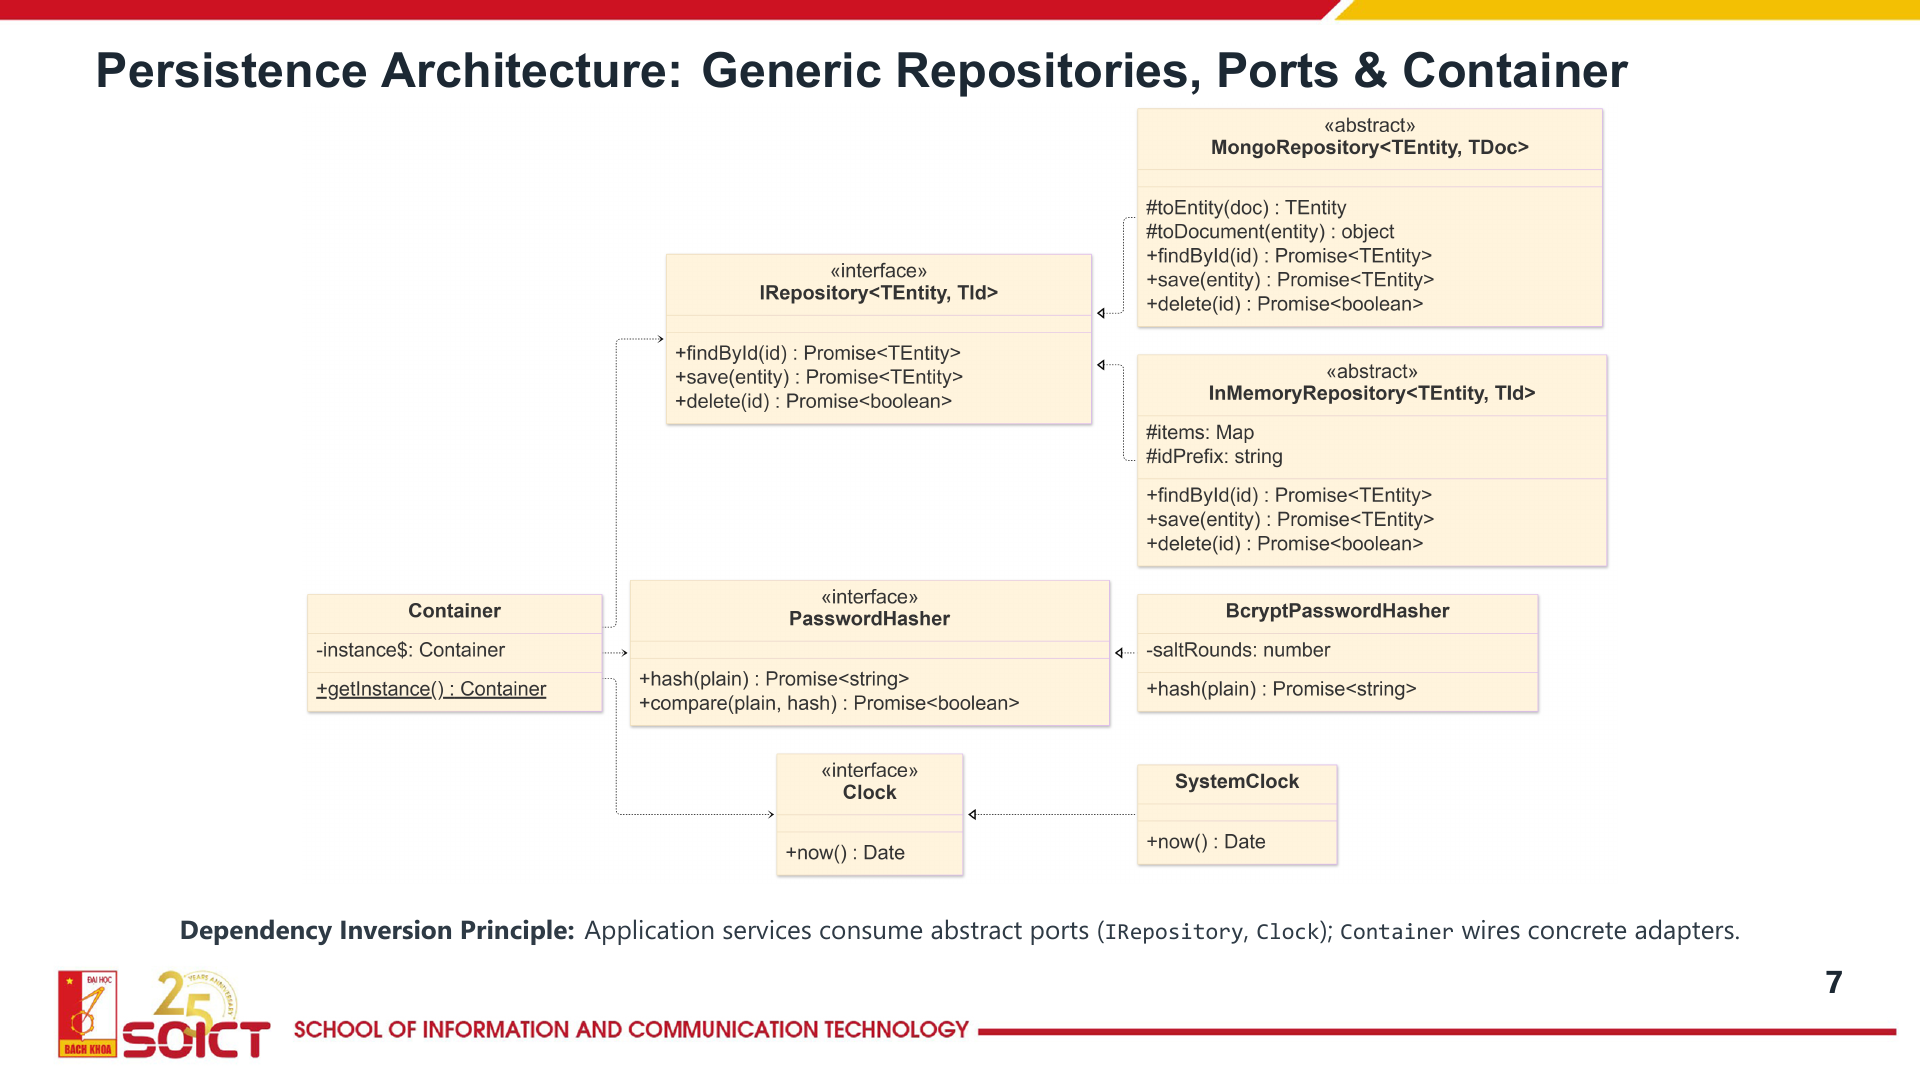 Persistence Architecture: Generic Repositories, Ports & Container
«abstract»
MongoRepository<TEntity, TDoc>
#toEntity(doc) : TEntity
#toDocument(entity) : object
+findById(id) : Promise<TEntity>
+save(entity) : Promise<TEntity>
+delete(id) : Promise<boolean>
«interface»
IRepository<TEntity, TId>
+findById(id) : Promise<TEntity>
+save(entity) : Promise<TEntity>
+delete(id) : Promise<boolean>
«abstract»
InMemoryRepository<TEntity, TId>
#items: Map
#idPrefix: string
+findById(id) : Promise<TEntity>
+save(entity) : Promise<TEntity>
+delete(id) : Promise<boolean>
Container
-instance$: Container
+getInstance() : Container
«interface»
PasswordHasher
+hash(plain) : Promise<string>
+compare(plain, hash) : Promise<boolean>
BcryptPasswordHasher
-saltRounds: number
+hash(plain) : Promise<string>
«interface»
Clock
+now() : Date
SystemClock
+now() : Date
Dependency Inversion Principle: Application services consume abstract ports (IRepository, Clock); Container wires concrete adapters.
7
ĐẠI HỌC
BÁCH KHOA
25
YEARS ANNIVERSARY
SOICT
SCHOOL OF INFORMATION AND COMMUNICATION TECHNOLOGY